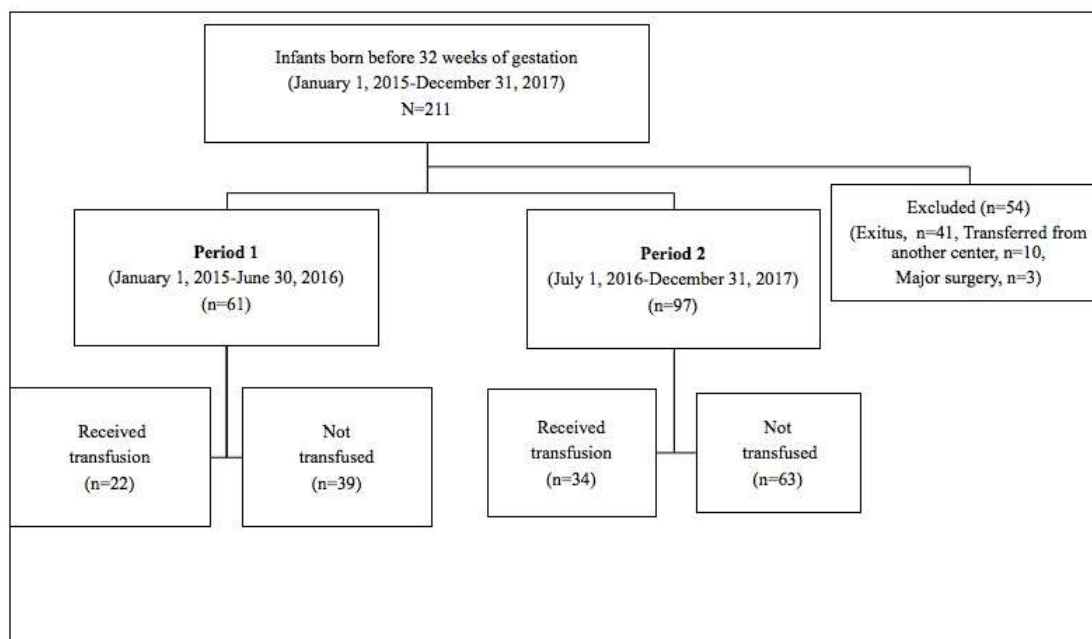 Infants born before 32 weeks of gestation
(January 1, 2015-December 31, 2017)
N=211
Excluded (n=54)
(Exitus, n=41, Transferred from
another center, n=10,
Major surgery, n=3)
Period 1
(January 1, 2015-June 30, 2016)
(n=61)
Period 2
(July 1, 2016-December 31, 2017)
(n=97)
Received
transfusion
(n=22)
Not
transfused
(n=39)
Received
transfusion
(n=34)
Not
transfused
(n=63)